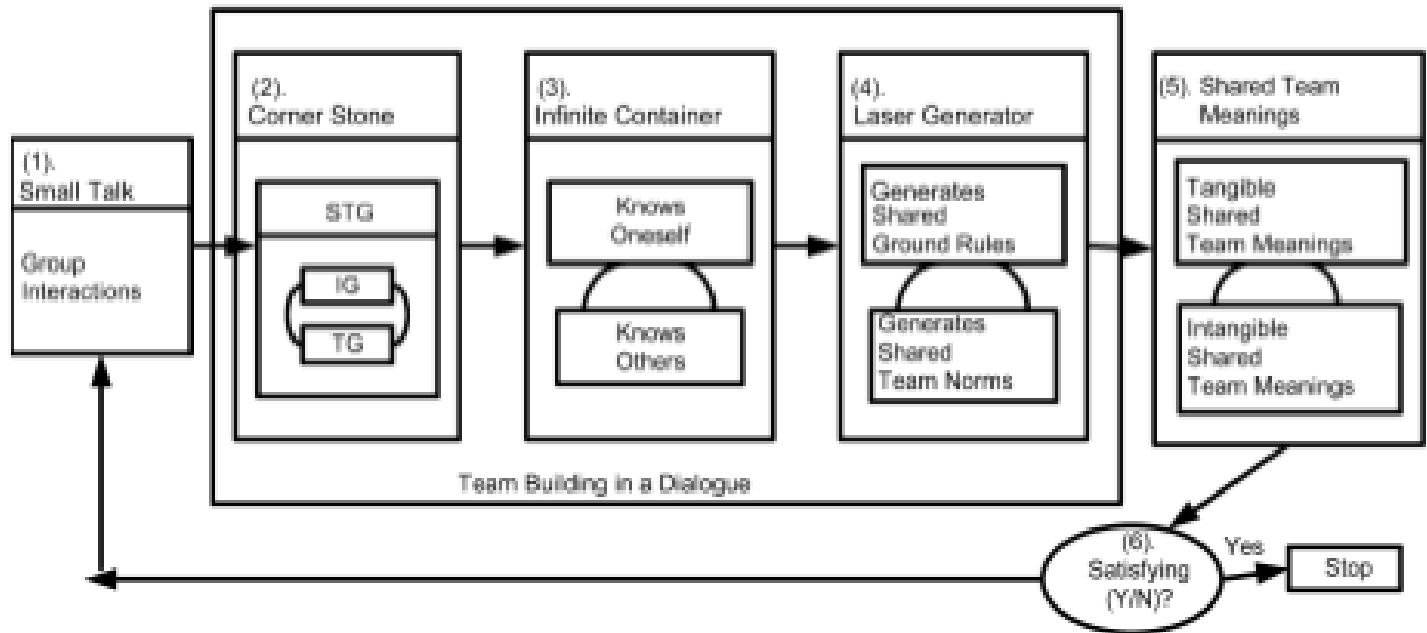 (1).
Small Talk
Group
Interactions
(2).
Corner Stone
STG
IG
TG
(3).
Infinite Container
Knows
Oneself
Knows
Others
(4).
Laser Generator
Generates
Shared
Ground Rules
Generates
Shared
Team Norms
(5). Shared Team
Meanings
Tangible
Shared
Team Meanings
Intangible
Shared
Team Meanings
Team Building in a Dialogue
(6).
Satisfying
(Y/N)?
Yes
Stop